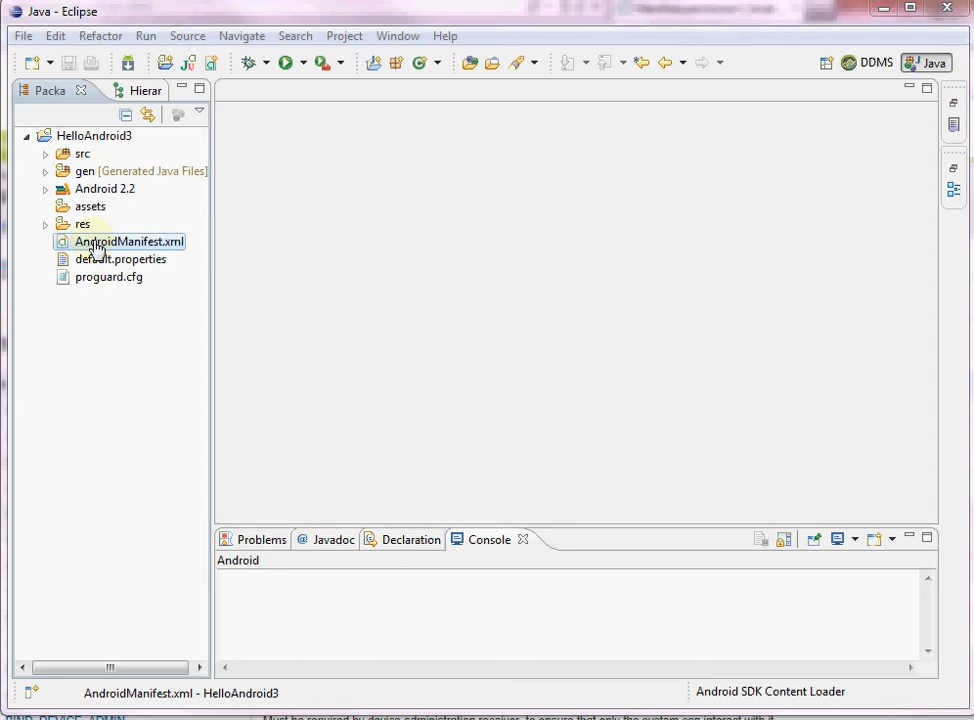 Java - Eclipse
File Edit Refactor Run Source Navigate Search Project Window Help
DDMS Java
Packa Hierar
HelloAndroid3
src
gen [Generated Java Files]
Android 2.2
assets
res
AndroidManifest.xml
default.properties
proguard.cfg
Problems @ Javadoc Declaration Console
Android
AndroidManifest.xml - HelloAndroid3
Android SDK Content Loader